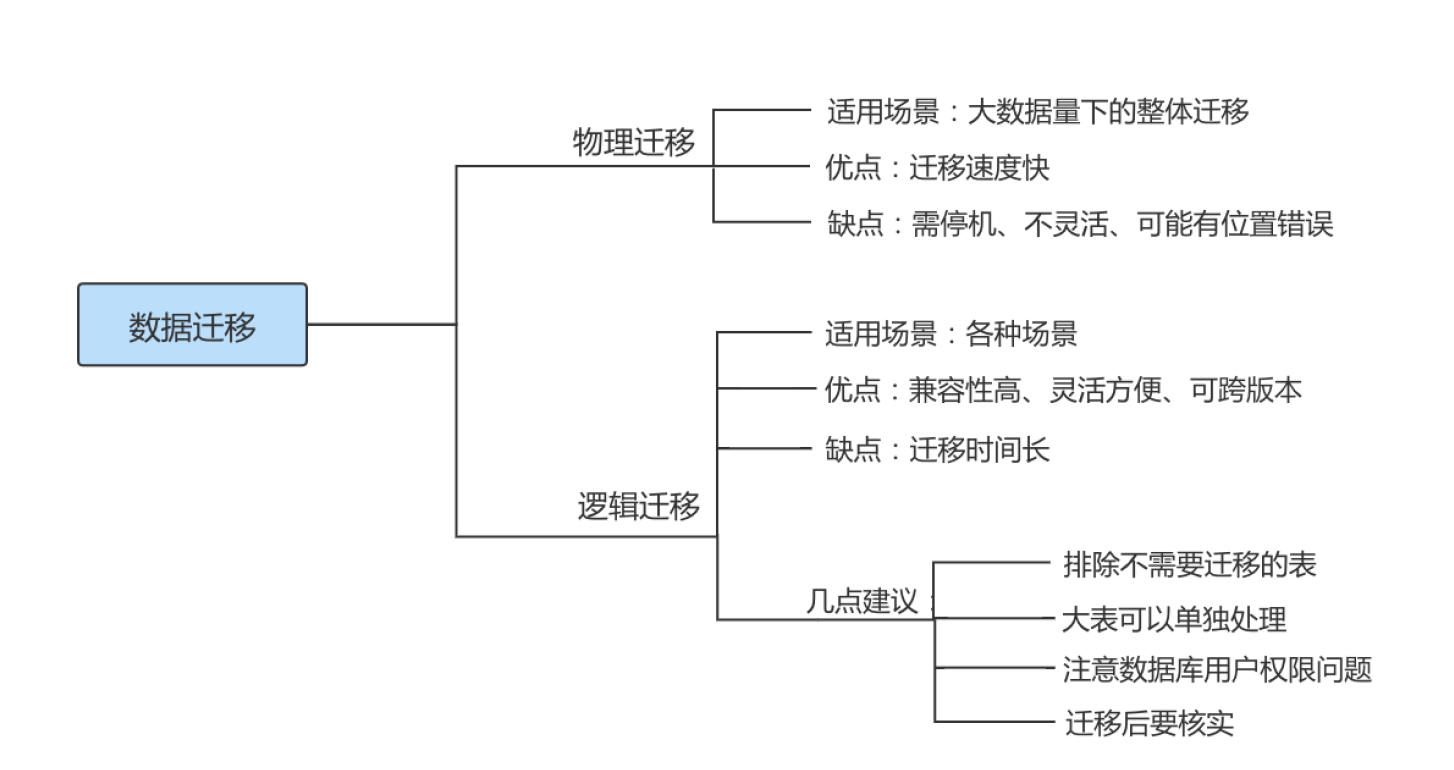 物理迁移
适用场景：大数据量下的整体迁移
优点：迁移速度快
缺点：需停机、不灵活、可能有位置错误
数据迁移
适用场景：各种场景
优点：兼容性高、灵活方便、可跨版本
缺点：迁移时间长
逻辑迁移
几点建议：
排除不需要迁移的表
大表可以单独处理
注意数据库用户权限问题
迁移后要核实